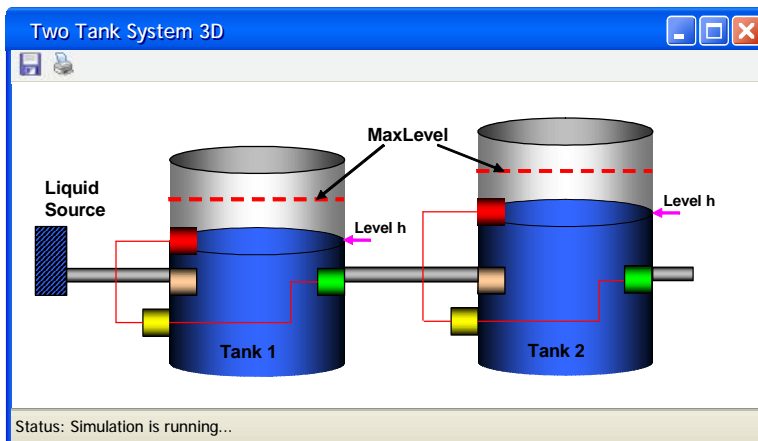 Two Tank System 3D
MaxLevel
Liquid
Source
Level h
Level h
Tank 1
Tank 2
Status: Simulation is running...